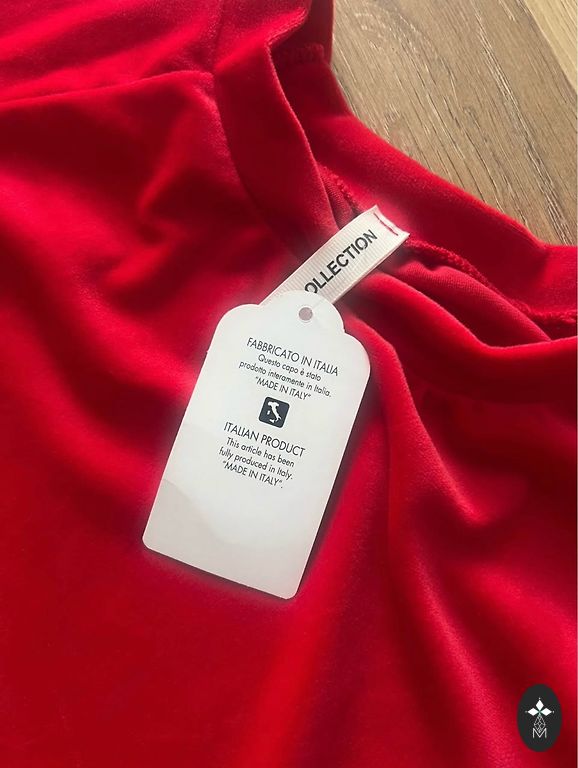 OLLECTION
FABBRICATO IN ITALIA
Questo capo è stato
prodotto interamente in Italia.
"MADE IN ITALY"
ITALIAN PRODUCT
This article has been
fully produced in Italy.
"MADE IN ITALY".
M